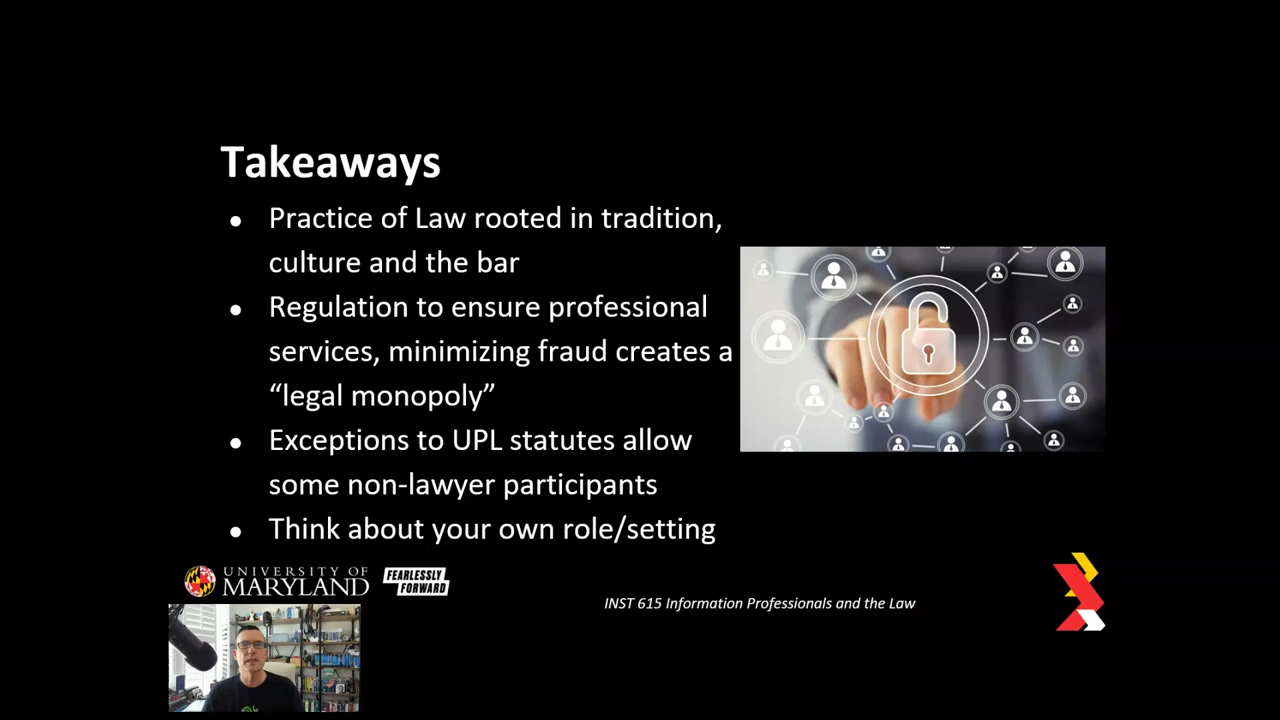 Takeaways
● Practice of Law rooted in tradition,
culture and the bar
● Regulation to ensure professional
services, minimizing fraud creates a
“legal monopoly”
● Exceptions to UPL statutes allow
some non-lawyer participants
● Think about your own role/setting
UNIVERSITY OF
MARYLAND
FEARLESSLY
FORWARD
INST 615 Information Professionals and the Law